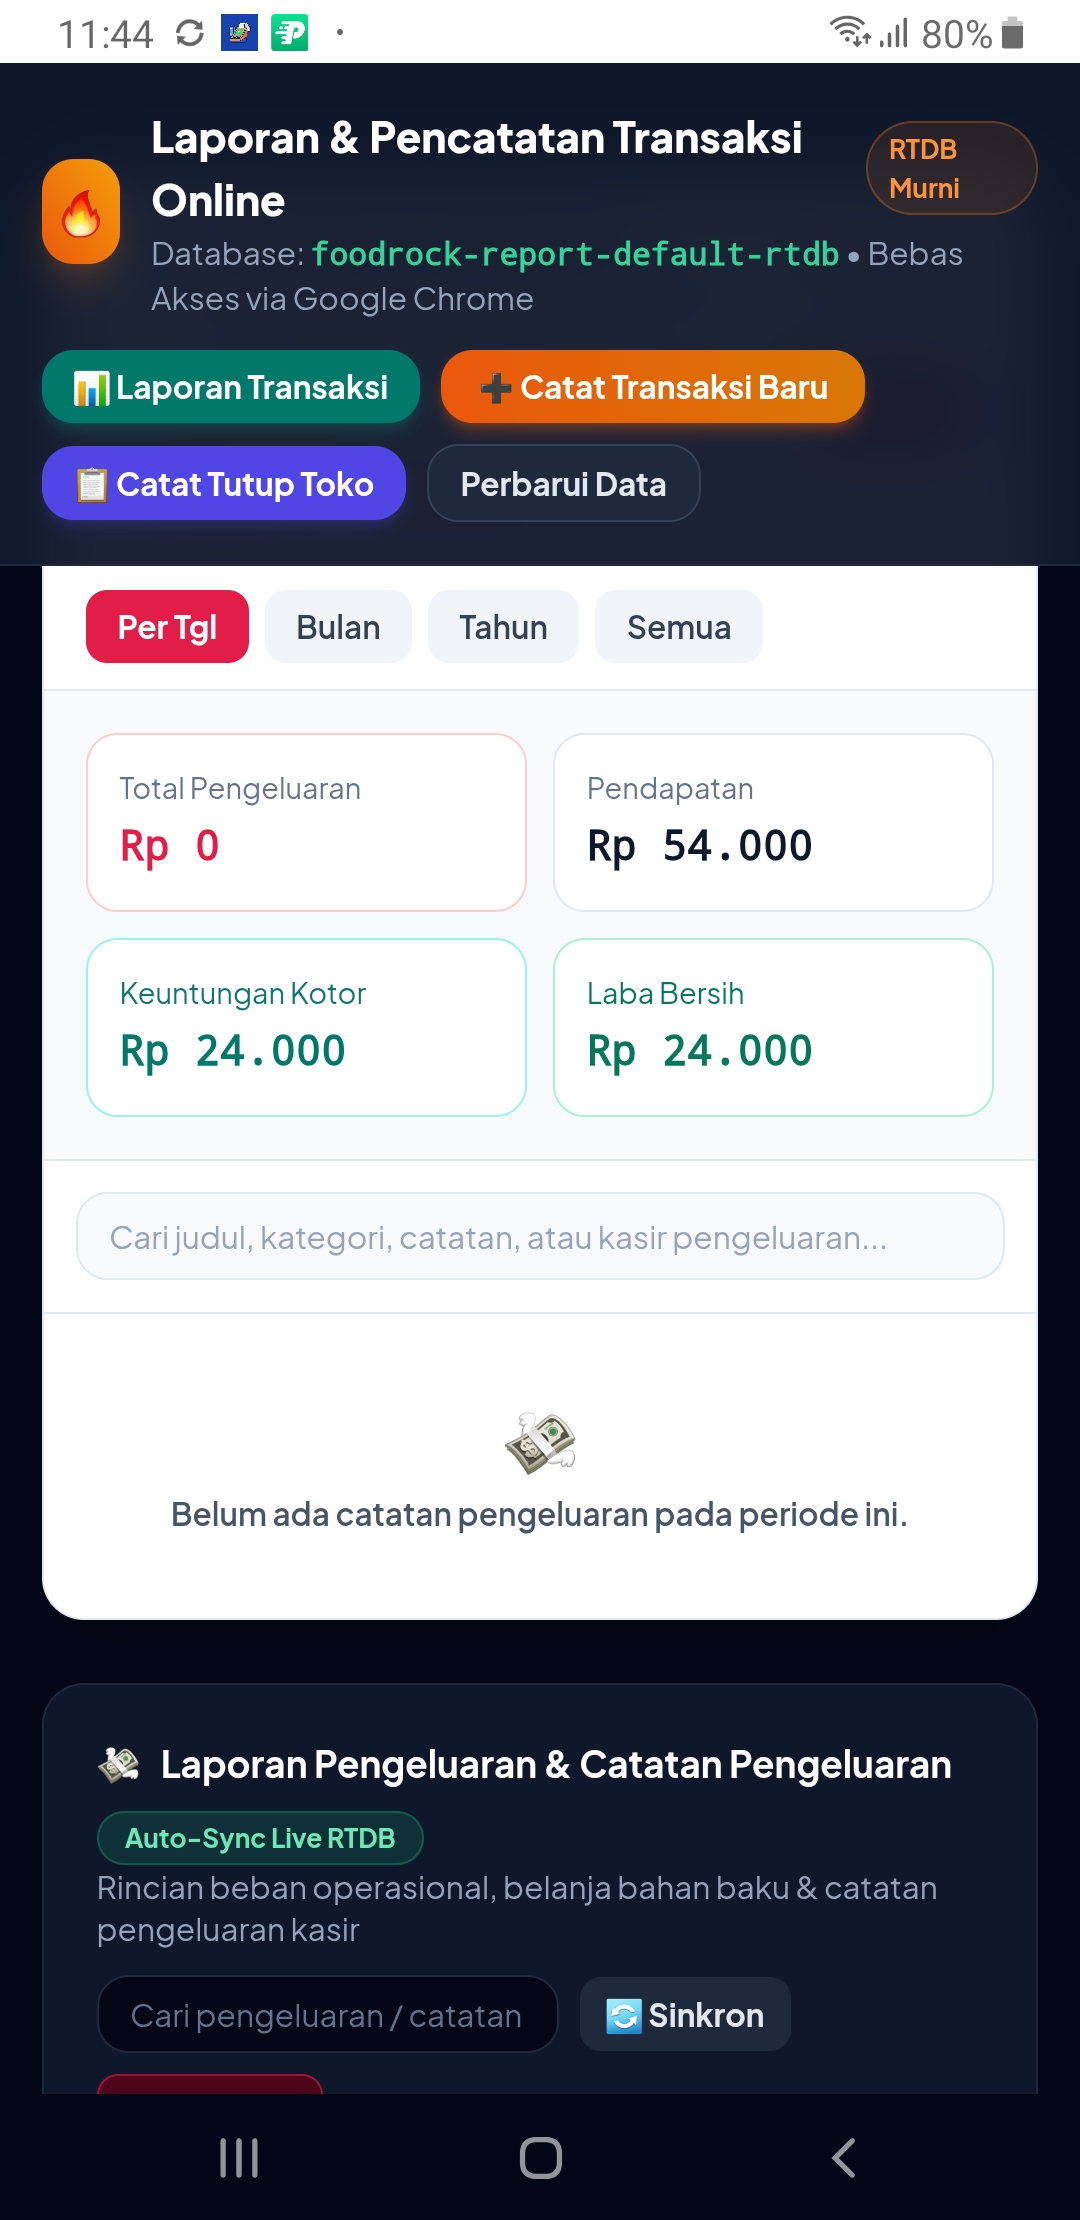 11:44
80%
Laporan & Pencatatan Transaksi
Online
RTDB
Murni
Database: foodrock-report-default-rtdb • Bebas
Akses via Google Chrome
Laporan Transaksi
Catat Transaksi Baru
Catat Tutup Toko
Perbarui Data
Per Tgl
Bulan
Tahun
Semua
Total Pengeluaran
Rp 0
Pendapatan
Rp 54.000
Keuntungan Kotor
Rp 24.000
Laba Bersih
Rp 24.000
Cari judul, kategori, catatan, atau kasir pengeluaran...
Belum ada catatan pengeluaran pada periode ini.
Laporan Pengeluaran & Catatan Pengeluaran
Auto-Sync Live RTDB
Rincian beban operasional, belanja bahan baku & catatan
pengeluaran kasir
Cari pengeluaran / catatan
Sinkron